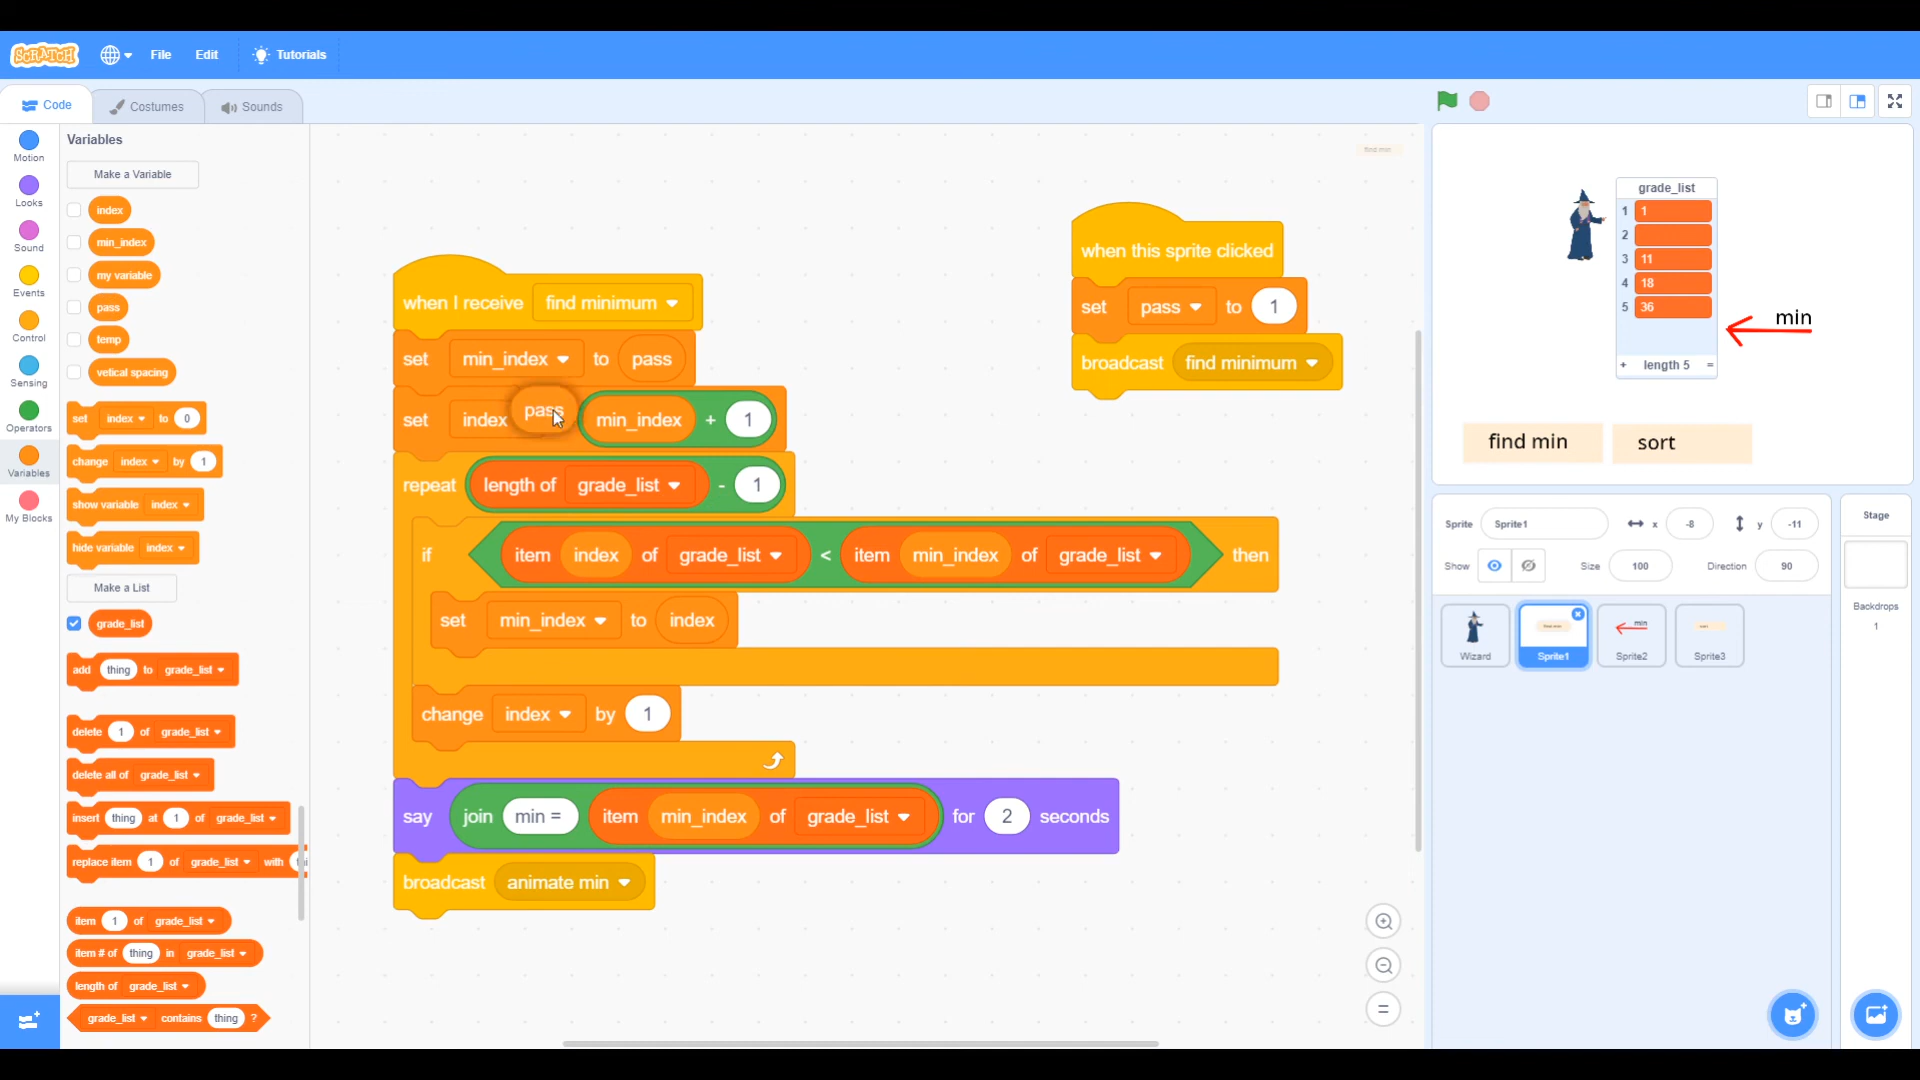 SCRATCH
File
Edit
Tutorials
Code
Costumes
Sounds
Motion
Looks
Sound
Events
Control
Sensing
Operators
Variables
My Blocks
Variables
Make a Variable
index
min_index
my variable
pass
temp
vetical spacing
set index to 0
change index by 1
show variable index
hide variable index
Make a List
grade_list
add thing to grade_list
delete 1 of grade_list
delete all of grade_list
insert thing at 1 of grade_list
replace item 1 of grade_list with
item 1 of grade_list
item # of thing in grade_list
length of grade_list
grade_list contains thing ?
when I receive find minimum
set min_index to pass
set index pass min_index + 1
repeat length of grade_list - 1
if item index of grade_list < item min_index of grade_list then
set min_index to index
change index by 1
say join min = item min_index of grade_list for 2 seconds
broadcast animate min
find min
when this sprite clicked
set pass to 1
broadcast find minimum
=
grade_list
1 1
2
3 11
4 18
5 36
+ length 5 =
min
find min
sort
Sprite Sprite1 x -8 y -11
Show Size 100 Direction 90
Wizard
find min
Sprite1
min
Sprite2
sort
Sprite3
Stage
Backdrops
1